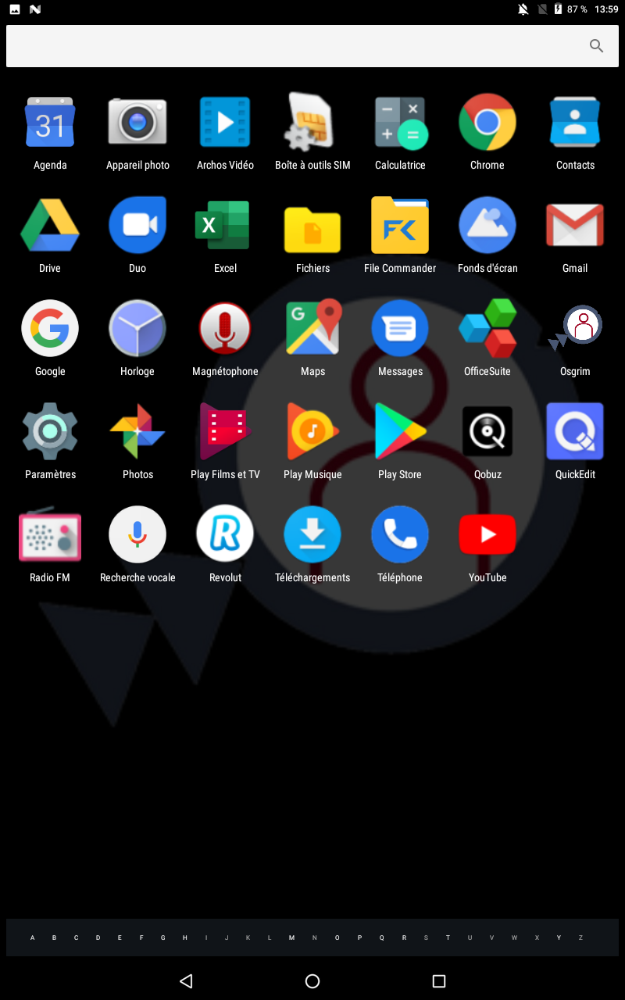 87 % 13:59
31
Agenda Appareil photo Archos Vidéo Boîte à outils SIM Calculatrice Chrome Contacts
X FK
Drive Duo Excel Fichiers File Commander Fonds d'écran Gmail
G G
Google Horloge Magnétophone Maps Messages OfficeSuite Osgrim
Paramètres Photos Play Films et TV Play Musique Play Store Qobuz QuickEdit
R
Radio FM Recherche vocale Revolut Téléchargements Téléphone YouTube
A B C D E F G H I J K L M N O P Q R S T U V W X Y Z